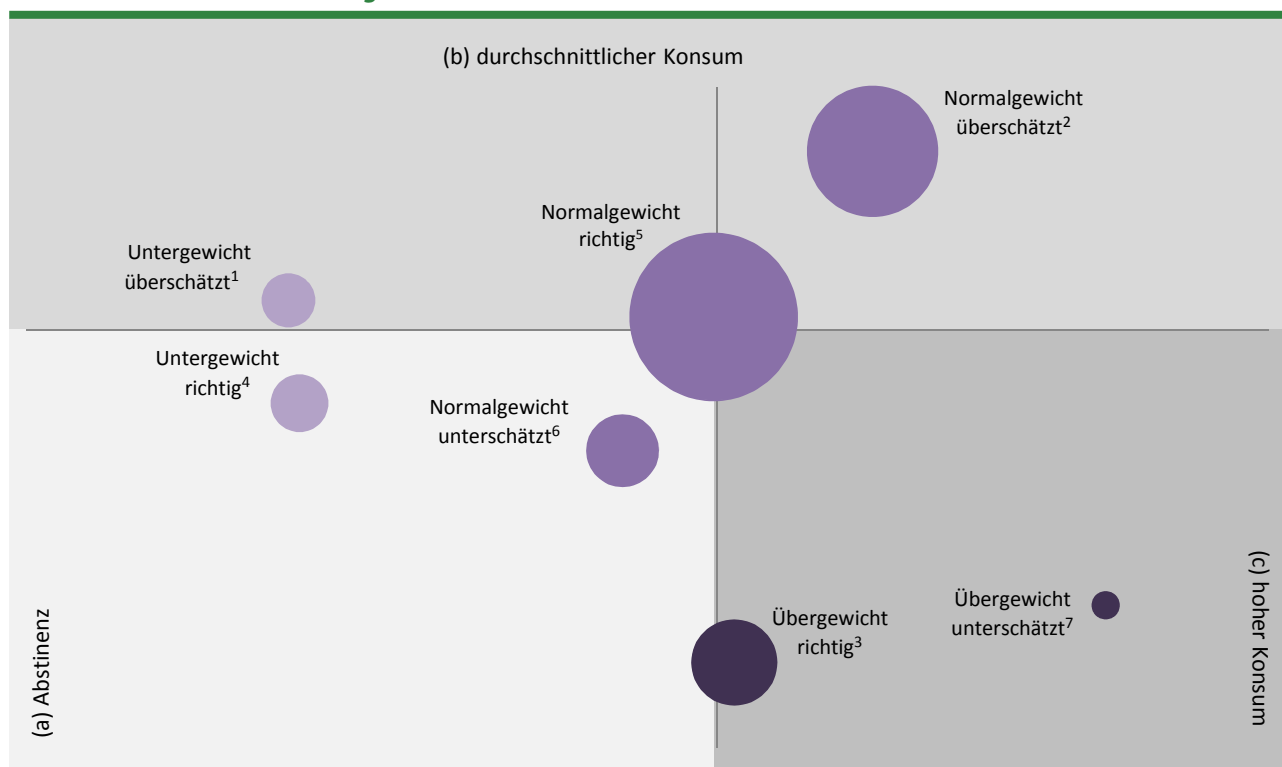 (b) durchschnittlicher Konsum
Normalgewicht
überschätzt²
Normalgewicht
richtig⁵
Untergewicht
überschätzt¹
Untergewicht
richtig⁴
Normalgewicht
unterschätzt⁶
Übergewicht
richtig³
Übergewicht
unterschätzt⁷
(a) Abstinenz
(c) hoher Konsum